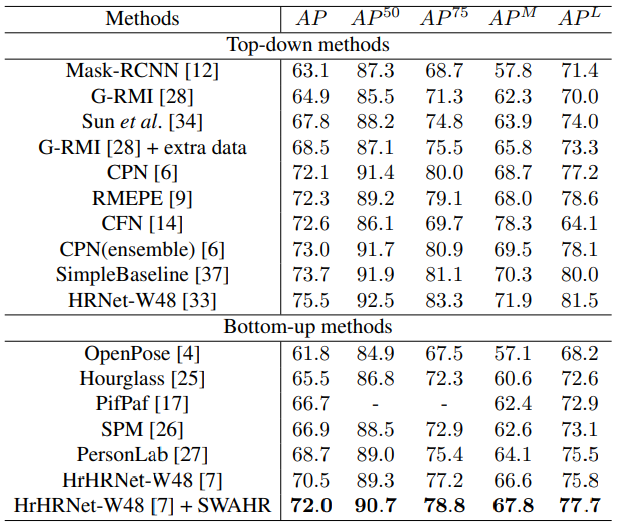 Methods AP AP^50 AP^75 AP^M AP^L
Top-down methods
Mask-RCNN [12] 63.1 87.3 68.7 57.8 71.4
G-RMI [28] 64.9 85.5 71.3 62.3 70.0
Sun et al. [34] 67.8 88.2 74.8 63.9 74.0
G-RMI [28] + extra data 68.5 87.1 75.5 65.8 73.3
CPN [6] 72.1 91.4 80.0 68.7 77.2
RMEPE [9] 72.3 89.2 79.1 68.0 78.6
CFN [14] 72.6 86.1 69.7 78.3 64.1
CPN(ensemble) [6] 73.0 91.7 80.9 69.5 78.1
SimpleBaseline [37] 73.7 91.9 81.1 70.3 80.0
HRNet-W48 [33] 75.5 92.5 83.3 71.9 81.5
Bottom-up methods
OpenPose [4] 61.8 84.9 67.5 57.1 68.2
Hourglass [25] 65.5 86.8 72.3 60.6 72.6
PifPaf [17] 66.7 - - 62.4 72.9
SPM [26] 66.9 88.5 72.9 62.6 73.1
PersonLab [27] 68.7 89.0 75.4 64.1 75.5
HrHRNet-W48 [7] 70.5 89.3 77.2 66.6 75.8
HrHRNet-W48 [7] + SWAHR 72.0 90.7 78.8 67.8 77.7